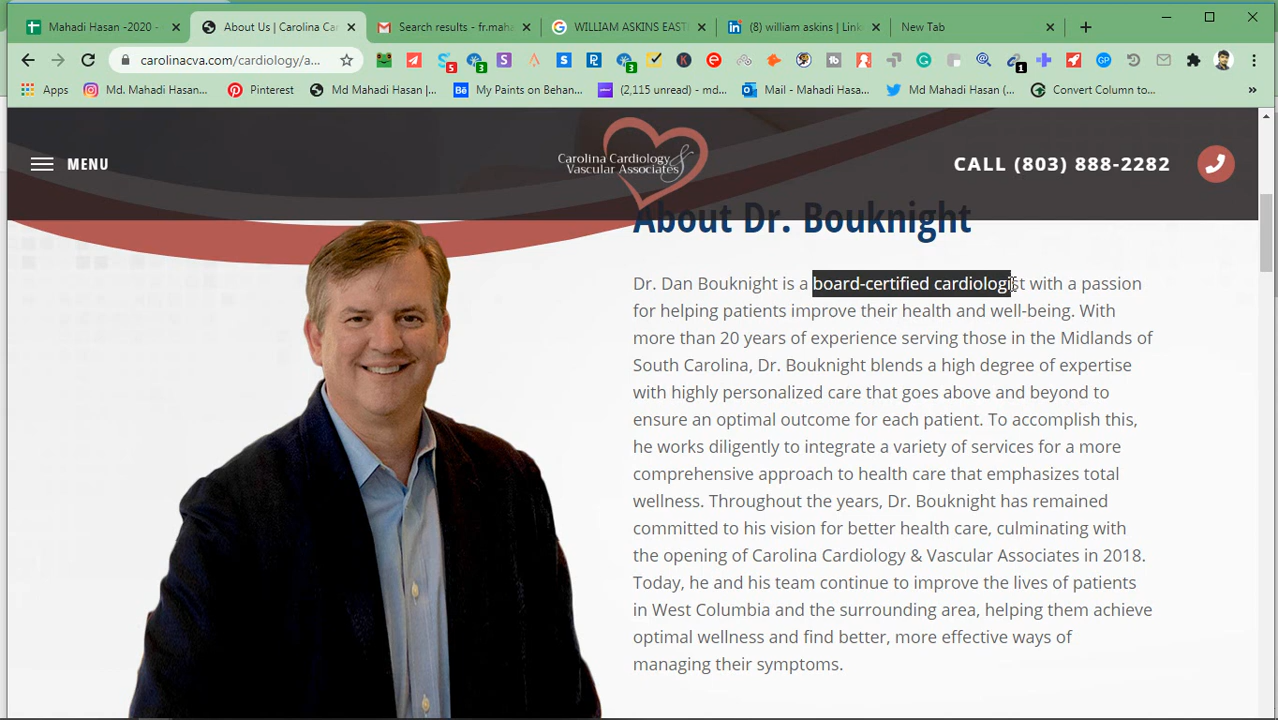 Mahadi Hasan -2020 -
About Us | Carolina Ca
Search results - fr.maha
WILLIAM ASKINS EAST
(8) william askins | Link
New Tab
carolinacva.com/cardiology/a...
5
3
3
1
GP
Apps
Md. Mahadi Hasan...
Pinterest
Md Mahadi Hasan |...
My Paints on Behan...
(2,115 unread) - md...
Mail - Mahadi Hasa...
Md Mahadi Hasan (...
Convert Column to...
MENU
Carolina Cardiology &
Vascular Associates
CALL (803) 888-2282
About Dr. Bouknight
Dr. Dan Bouknight is a board-certified cardiologist with a passion
for helping patients improve their health and well-being. With
more than 20 years of experience serving those in the Midlands of
South Carolina, Dr. Bouknight blends a high degree of expertise
with highly personalized care that goes above and beyond to
ensure an optimal outcome for each patient. To accomplish this,
he works diligently to integrate a variety of services for a more
comprehensive approach to health care that emphasizes total
wellness. Throughout the years, Dr. Bouknight has remained
committed to his vision for better health care, culminating with
the opening of Carolina Cardiology & Vascular Associates in 2018.
Today, he and his team continue to improve the lives of patients
in West Columbia and the surrounding area, helping them achieve
optimal wellness and find better, more effective ways of
managing their symptoms.